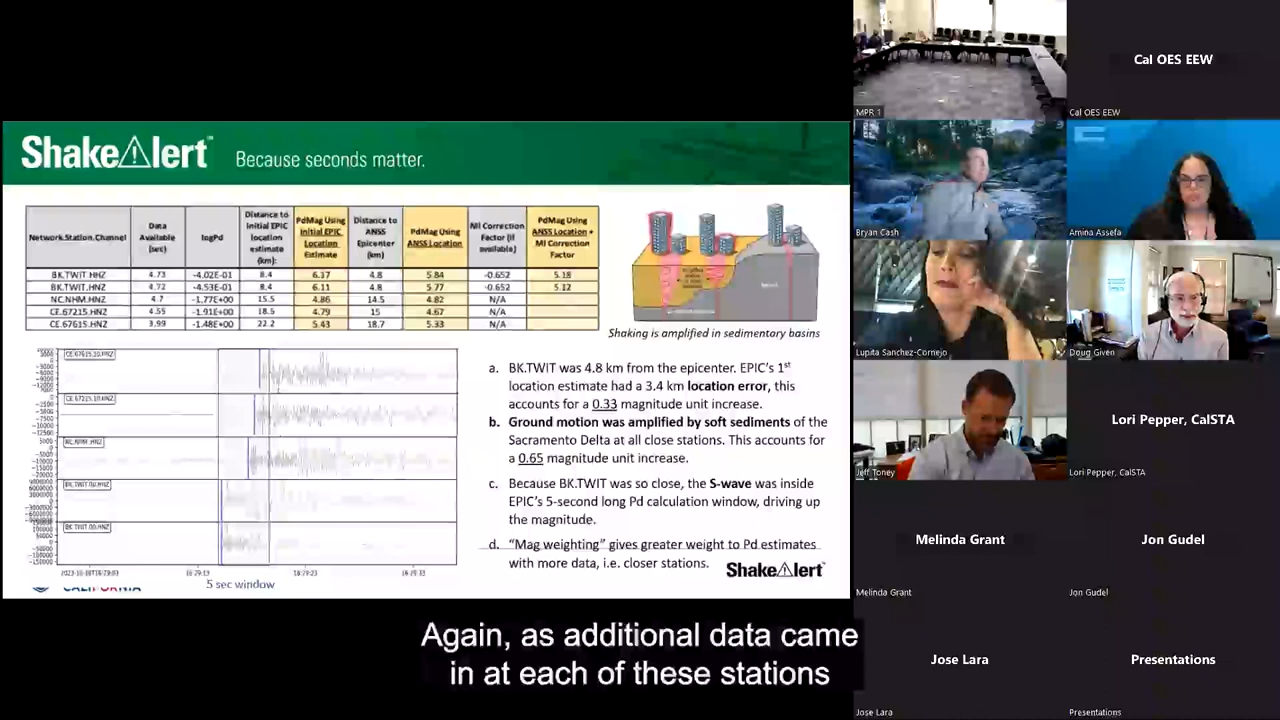 ShakeAlert™ Because seconds matter.
Network.Station.Channel | Data Available (sec) | logPd | Distance to Initial EPIC location estimate (km): | PdMag Using Initial EPIC Location Estimate | Distance to ANSS Epicenter (km) | PdMag Using ANSS Location | Ml Correction Factor (if available) | PdMag Using ANSS Location + Ml Correction Factor
BK.TWIT.HHZ | 4.73 | -4.02E-01 | 8.4 | 6.17 | 4.8 | 5.84 | -0.652 | 5.18
BK.TWIT.HNZ | 4.72 | -4.53E-01 | 8.4 | 6.11 | 4.8 | 5.77 | -0.652 | 5.12
NC.NHM.HNZ | 4.7 | -1.77E+00 | 15.5 | 4.86 | 14.5 | 4.82 | N/A
CE.67215.HNZ | 4.55 | -1.91E+00 | 18.5 | 4.79 | 15 | 4.67 | N/A
CE.67615.HNZ | 3.99 | -1.48E+00 | 22.2 | 5.43 | 18.7 | 5.33 | N/A
Shaking is amplified in sedimentary basins
a. BK.TWIT was 4.8 km from the epicenter. EPIC's 1st
location estimate had a 3.4 km location error, this
accounts for a 0.33 magnitude unit increase.
b. Ground motion was amplified by soft sediments of the
Sacramento Delta at all close stations. This accounts for
a 0.65 magnitude unit increase.
c. Because BK.TWIT was so close, the S-wave was inside
EPIC's 5-second long Pd calculation window, driving up
the magnitude.
d. "Mag weighting" gives greater weight to Pd estimates
with more data, i.e. closer stations.
ShakeAlert™
5 sec window
CALIFORNIA
Again, as additional data came
in at each of these stations
MPR 1
Cal OES EEW
Cal OES EEW
Bryan Cash
Amina Assefa
Lupita Sanchez-Cornejo
Doug Given
Jeff Toney
Lori Pepper, CalSTA
Lori Pepper, CalSTA
Melinda Grant
Melinda Grant
Jon Gudel
Jon Gudel
Jose Lara
Jose Lara
Presentations
Presentations